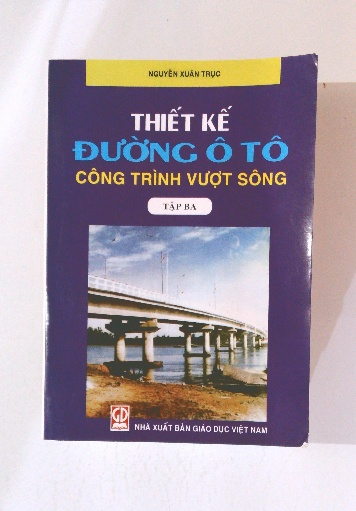 NGUYỄN XUÂN TRỤC
THIẾT KẾ
ĐƯỜNG Ô TÔ
CÔNG TRÌNH VƯỢT SÔNG
TẬP BA
GD
NHÀ XUẤT BẢN GIÁO DỤC VIỆT NAM